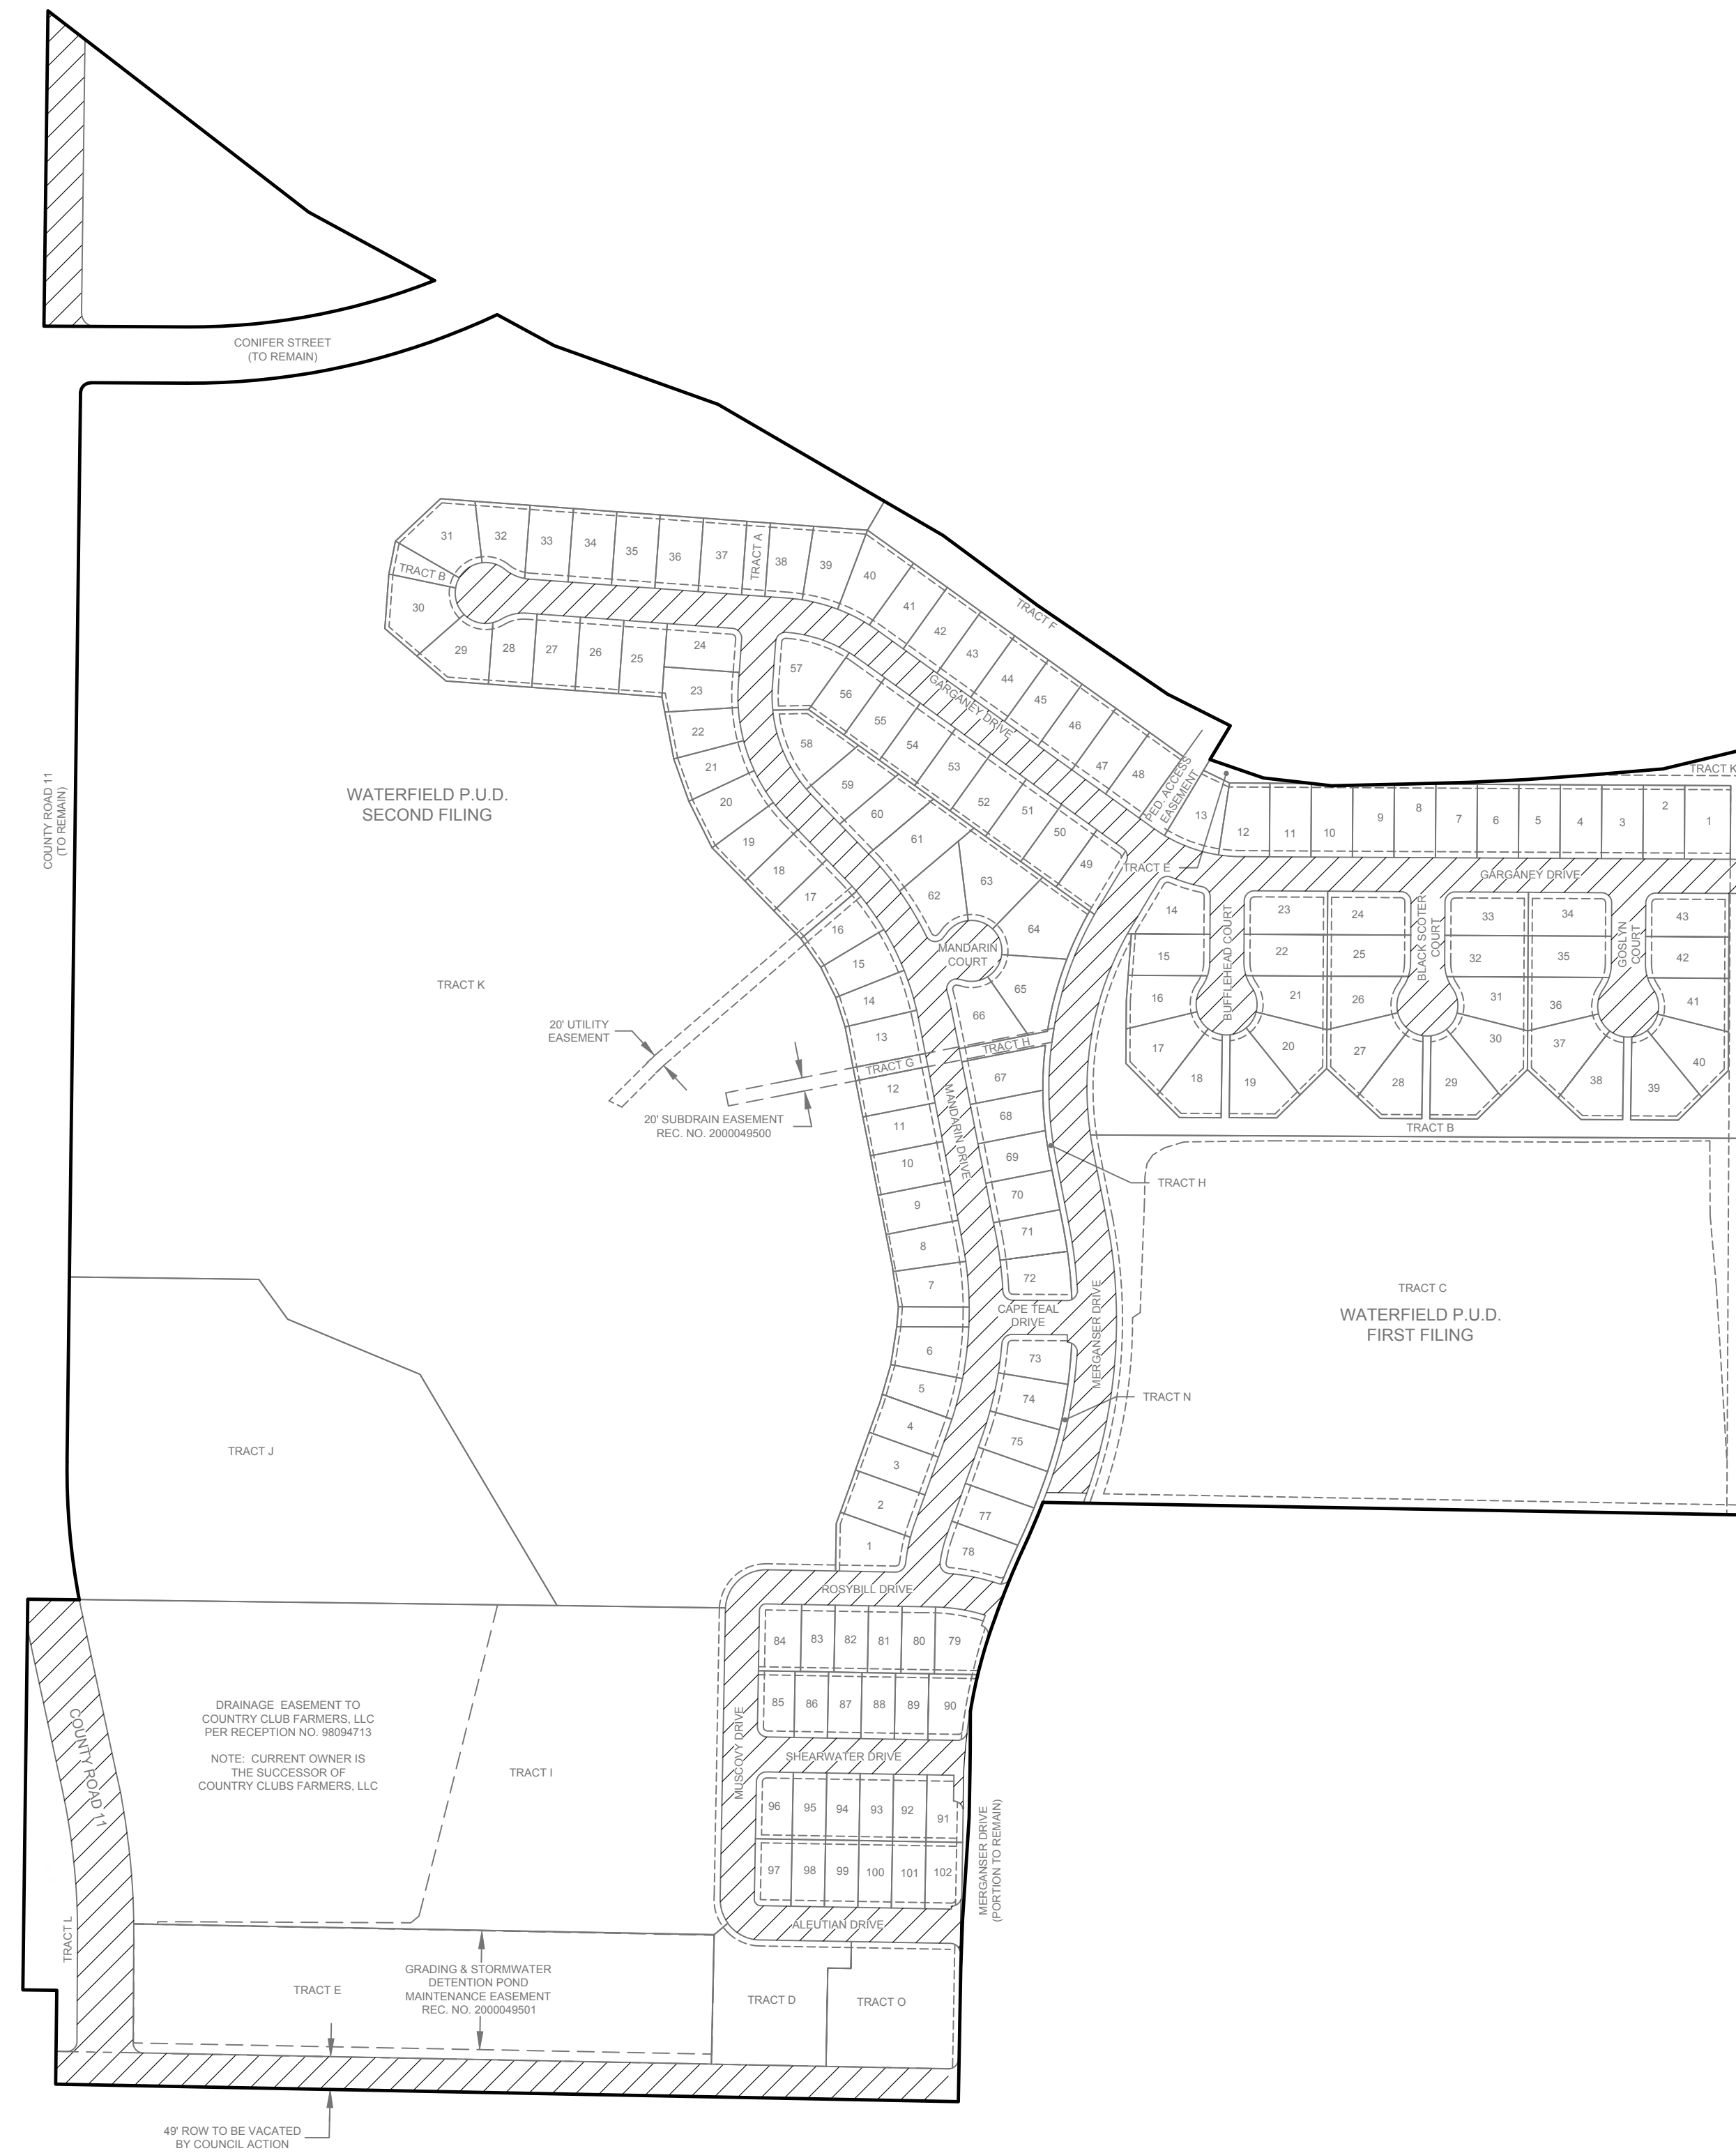 CONIFER STREET
(TO REMAIN)
COUNTY ROAD 11
(TO REMAIN)
WATERFIELD P.U.D.
SECOND FILING
TRACT K
31
32
33
34
35
36
37
TRACT A
38
39
40
41
42
43
44
45
46
47
48
TRACT B
30
29
28
27
26
25
24
23
22
21
20
19
18
17
16
15
14
13
TRACT G
12
11
10
9
8
7
6
5
4
3
2
1
TRACT F
GARGANEY DRIVE
PED. ACCESS
EASEMENT
57
56
55
54
53
52
51
50
49
58
59
60
61
62
63
64
65
66
MANDARIN
COURT
TRACT H
67
68
69
70
71
72
MANDARIN DRIVE
CAPE TEAL
DRIVE
73
74
75
77
78
MERGANSER DRIVE
TRACT H
TRACT N
20' UTILITY
EASEMENT
20' SUBDRAIN EASEMENT
REC. NO. 2000049500
TRACT K
TRACT E
13
12
11
10
9
8
7
6
5
4
3
2
1
GARGANEY DRIVE
14
15
16
17
18
19
20
21
22
23
BUFFLEHEAD COURT
24
25
26
27
28
29
30
31
32
33
BLACK SCOTER
COURT
34
35
36
37
38
39
40
41
42
43
GOSLYN
COURT
TRACT B
TRACT C
WATERFIELD P.U.D.
FIRST FILING
TRACT J
ROSYBILL DRIVE
84
83
82
81
80
79
85
86
87
88
89
90
MUSCOVY DRIVE
SHEARWATER DRIVE
96
95
94
93
92
91
97
98
99
100
101
102
ALEUTIAN DRIVE
MERGANSER DRIVE
(PORTION TO REMAIN)
COUNTY ROAD 11
DRAINAGE EASEMENT TO
COUNTRY CLUB FARMERS, LLC
PER RECEPTION NO. 98094713
NOTE: CURRENT OWNER IS
THE SUCCESSOR OF
COUNTRY CLUBS FARMERS, LLC
TRACT I
TRACT L
TRACT E
GRADING & STORMWATER
DETENTION POND
MAINTENANCE EASEMENT
REC. NO. 2000049501
TRACT D
TRACT O
49' ROW TO BE VACATED
BY COUNCIL ACTION